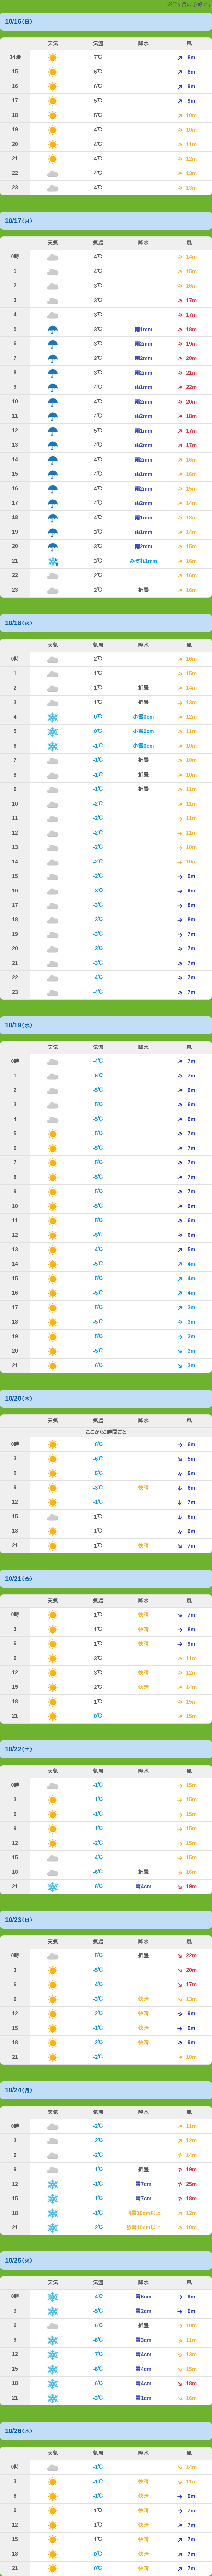 10/16(日)
天気 気温 降水 風
14時 7℃ 8m
15 6℃ 8m
16 6℃ 9m
17 5℃ 9m
18 5℃ 10m
19 4℃ 10m
20 4℃ 11m
21 4℃ 12m
22 4℃ 13m
23 4℃ 13m
10/17(月)
天気 気温 降水 風
0時 4℃ 14m
1 4℃ 15m
2 3℃ 16m
3 3℃ 17m
4 3℃ 17m
5 3℃ 雨1mm 18m
6 3℃ 雨2mm 19m
7 3℃ 雨2mm 20m
8 3℃ 雨2mm 21m
9 4℃ 雨1mm 22m
10 4℃ 雨2mm 20m
11 4℃ 雨2mm 18m
12 5℃ 雨1mm 17m
13 4℃ 雨2mm 17m
14 4℃ 雨2mm 16m
15 4℃ 雨1mm 16m
16 4℃ 雨2mm 15m
17 4℃ 雨2mm 14m
18 4℃ 雨1mm 13m
19 3℃ 雨1mm 14m
20 3℃ 雨2mm 15m
21 3℃ みぞれ1mm 16m
22 2℃ 16m
23 2℃ 折曇 16m
10/18(火)
天気 気温 降水 風
0時 2℃ 16m
1 1℃ 15m
2 1℃ 折曇 14m
3 1℃ 折曇 13m
4 0℃ 小雪0cm 12m
5 0℃ 小雪0cm 11m
6 -1℃ 小雪0cm 10m
7 -1℃ 折曇 10m
8 -1℃ 折曇 10m
9 -1℃ 折曇 11m
10 -2℃ 11m
11 -2℃ 11m
12 -2℃ 11m
13 -2℃ 10m
14 -2℃ 10m
15 -2℃ 9m
16 -3℃ 9m
17 -3℃ 8m
18 -3℃ 8m
19 -3℃ 7m
20 -3℃ 7m
21 -3℃ 7m
22 -4℃ 7m
23 -4℃ 7m
10/19(水)
天気 気温 降水 風
0時 -4℃ 7m
1 -5℃ 7m
2 -5℃ 6m
3 -5℃ 6m
4 -5℃ 6m
5 -5℃ 7m
6 -5℃ 7m
7 -5℃ 7m
8 -5℃ 7m
9 -5℃ 7m
10 -5℃ 6m
11 -5℃ 6m
12 -5℃ 6m
13 -4℃ 5m
14 -5℃ 4m
15 -5℃ 4m
16 -5℃ 4m
17 -5℃ 3m
18 -5℃ 3m
19 -5℃ 3m
20 -5℃ 3m
21 -6℃ 3m
10/20(木)
天気 気温 降水 風
ここから3時間ごと
0時 -6℃ 6m
3 -6℃ 5m
6 -5℃ 5m
9 -3℃ 快晴 6m
12 -1℃ 7m
15 1℃ 6m
18 1℃ 6m
21 1℃ 快晴 7m
10/21(金)
天気 気温 降水 風
0時 1℃ 快晴 7m
3 1℃ 快晴 8m
6 1℃ 快晴 9m
9 3℃ 11m
12 3℃ 快晴 12m
15 2℃ 快晴 14m
18 1℃ 15m
21 0℃ 15m
10/22(土)
天気 気温 降水 風
0時 -1℃ 15m
3 -1℃ 15m
6 -1℃ 15m
9 -1℃ 15m
12 -2℃ 15m
15 -4℃ 15m
18 -6℃ 折曇 16m
21 -6℃ 雪4cm 19m
10/23(日)
天気 気温 降水 風
0時 -5℃ 折曇 22m
3 -5℃ 20m
6 -4℃ 17m
9 -3℃ 快晴 13m
12 -2℃ 快晴 9m
15 -1℃ 快晴 9m
18 -2℃ 快晴 9m
21 -2℃ 10m
10/24(月)
天気 気温 降水 風
0時 -2℃ 11m
3 -2℃ 12m
6 -2℃ 14m
9 -1℃ 折曇 19m
12 -1℃ 雪7cm 25m
15 -1℃ 雪7cm 18m
18 -1℃ 強雪10cm以上 12m
21 -2℃ 強雪10cm以上 10m
10/25(火)
天気 気温 降水 風
0時 -4℃ 雪6cm 9m
3 -5℃ 雪2cm 9m
6 -6℃ 折曇 10m
9 -6℃ 雪3cm 11m
12 -7℃ 雪4cm 13m
15 -6℃ 雪4cm 15m
18 -6℃ 雪4cm 18m
21 -3℃ 雪1cm 16m
10/26(水)
天気 気温 降水 風
0時 -1℃ 14m
3 -1℃ 快晴 11m
6 -1℃ 快晴 9m
9 1℃ 快晴 7m
12 1℃ 快晴 7m
15 1℃ 快晴 7m
18 0℃ 快晴 7m
21 0℃ 快晴 7m